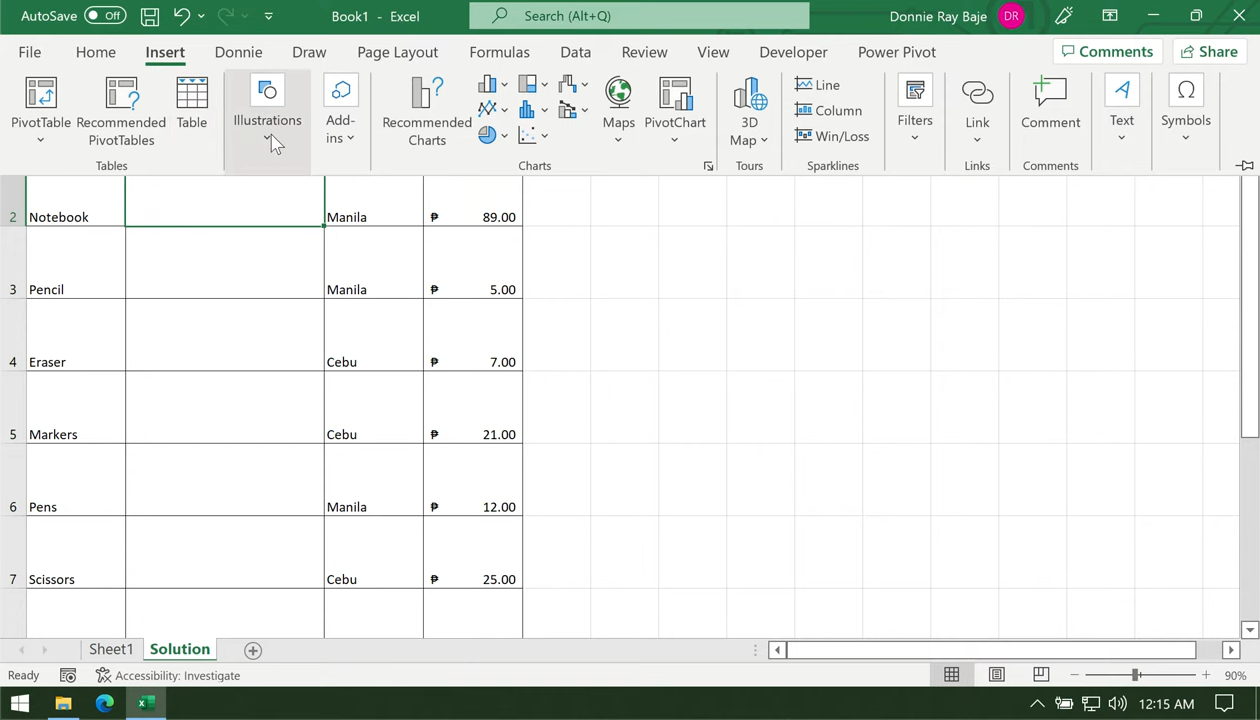 AutoSave Off Book1 - Excel Search (Alt+Q) Donnie Ray Baje DR
File Home Insert Donnie Draw Page Layout Formulas Data Review View Developer Power Pivot Comments Share
PivotTable
Recommended
PivotTables
Table
Tables
Illustrations
Add-
ins
Recommended
Charts
Maps
PivotChart
Charts
3D
Map
Tours
Line
Column
Win/Loss
Sparklines
Filters
Link
Links
Comment
Comments
Text
Symbols
2 Notebook Manila ₱ 89.00
3 Pencil Manila ₱ 5.00
4 Eraser Cebu ₱ 7.00
5 Markers Cebu ₱ 21.00
6 Pens Manila ₱ 12.00
7 Scissors Cebu ₱ 25.00
Sheet1 Solution
Ready Accessibility: Investigate 90%
12:15 AM